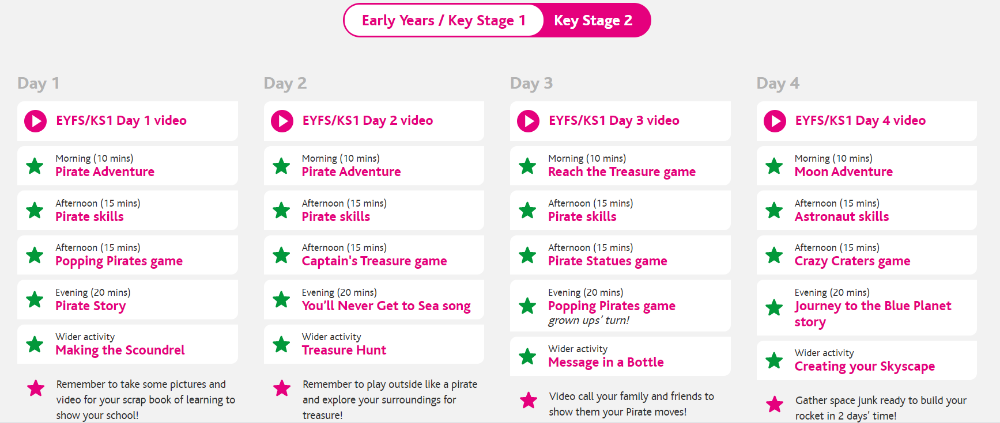 Early Years / Key Stage 1
Key Stage 2
Day 1
EYFS/KS1 Day 1 video
Morning (10 mins)
Pirate Adventure
Afternoon (15 mins)
Pirate skills
Afternoon (15 mins)
Popping Pirates game
Evening (20 mins)
Pirate Story
Wider activity
Making the Scoundrel
Remember to take some pictures and
video for your scrap book of learning to
show your school!
Day 2
EYFS/KS1 Day 2 video
Morning (10 mins)
Pirate Adventure
Afternoon (15 mins)
Pirate skills
Afternoon (15 mins)
Captain's Treasure game
Evening (20 mins)
You’ll Never Get to Sea song
Wider activity
Treasure Hunt
Remember to play outside like a pirate
and explore your surroundings for
treasure!
Day 3
EYFS/KS1 Day 3 video
Morning (10 mins)
Reach the Treasure game
Afternoon (15 mins)
Pirate skills
Afternoon (15 mins)
Pirate Statues game
Evening (20 mins)
Popping Pirates game
grown ups’ turn!
Wider activity
Message in a Bottle
Video call your family and friends to
show them your Pirate moves!
Day 4
EYFS/KS1 Day 4 video
Morning (10 mins)
Moon Adventure
Afternoon (15 mins)
Astronaut skills
Afternoon (15 mins)
Crazy Craters game
Evening (20 mins)
Journey to the Blue Planet
story
Wider activity
Creating your Skyscape
Gather space junk ready to build your
rocket in 2 days’ time!